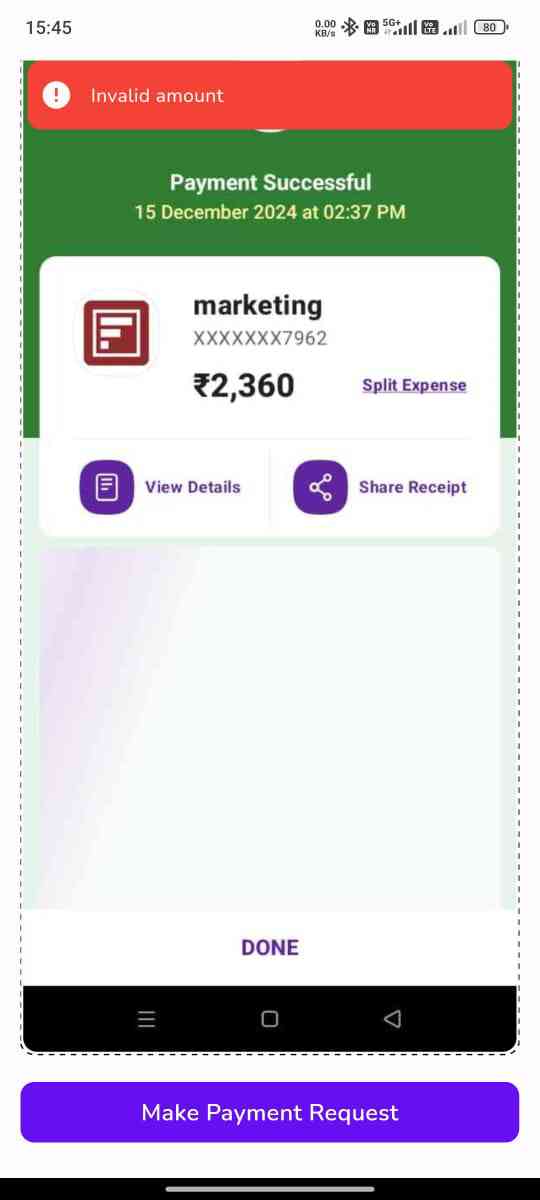 15:45
0.00 KB/s Vo NR 5G+ Vo LTE 80
Invalid amount
Payment Successful
15 December 2024 at 02:37 PM
marketing
XXXXXXX7962
₹2,360
Split Expense
View Details
Share Receipt
DONE
Make Payment Request